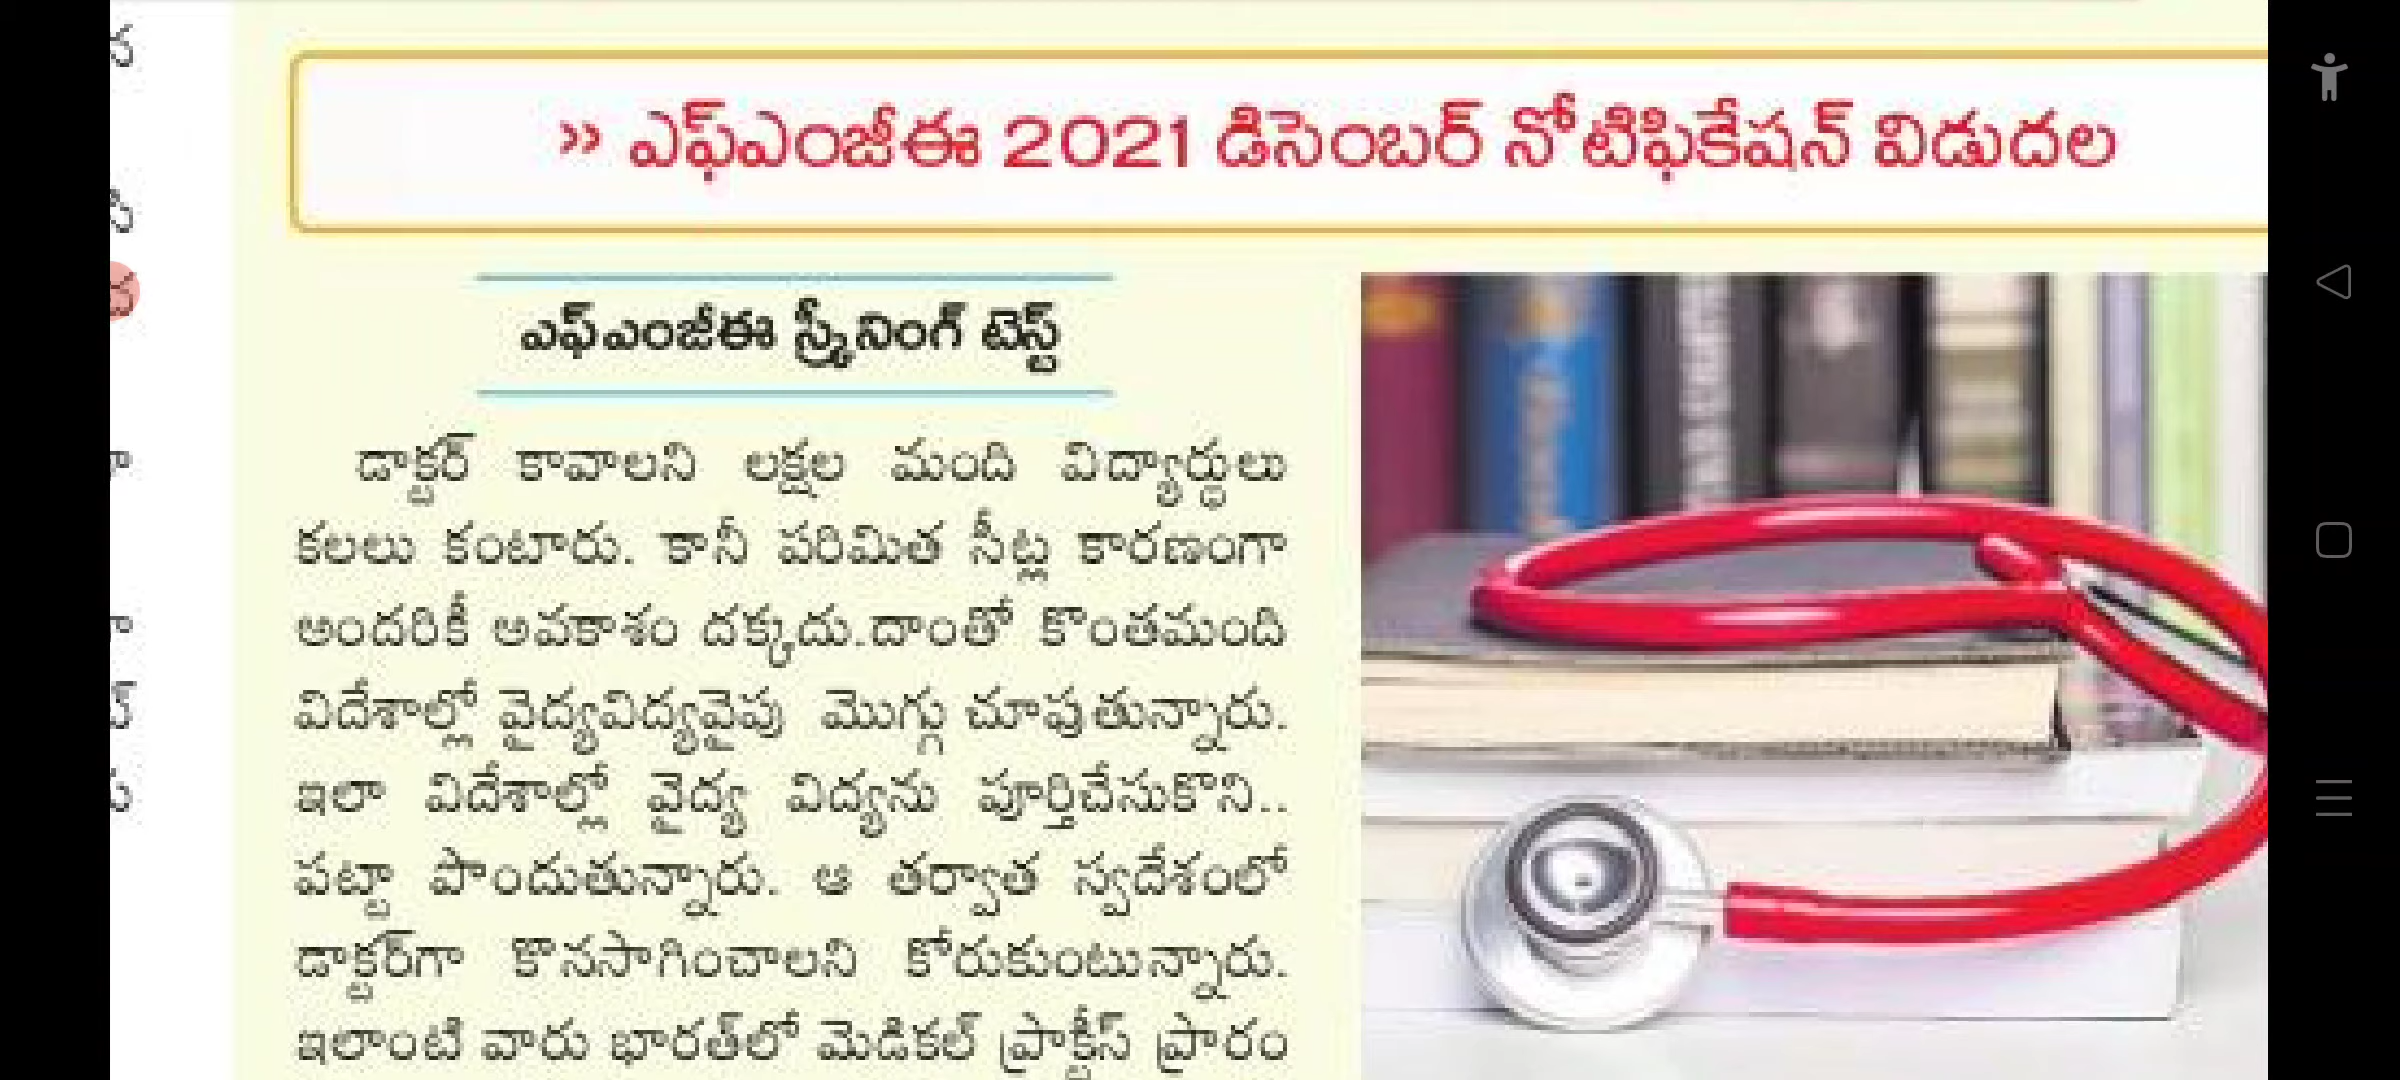 » ఎఫ్ఎంజీఈ 2021 డిసెంబర్ నోటిఫికేషన్ విడుదల
ఎఫ్ఎంజీఈ స్క్రీనింగ్ టెస్ట్
డాక్టర్ కావాలని లక్షల మంది విద్యార్థులు
కలలు కంటారు. కానీ పరిమిత సీట్ల కారణంగా
అందరికీ అవకాశం దక్కదు.దాంతో కొంతమంది
విదేశాల్లో వైద్యవిద్యవైపు మొగ్గు చూపుతున్నారు.
ఇలా విదేశాల్లో వైద్య విద్యను పూర్తిచేసుకొని..
పట్టా పొందుతున్నారు. ఆ తర్వాత స్వదేశంలో
డాక్టర్‌గా కొనసాగించాలని కోరుకుంటున్నారు.
ఇలాంటి వారు భారత్‌లో మెడికల్ ప్రాక్టీస్ ప్రారం